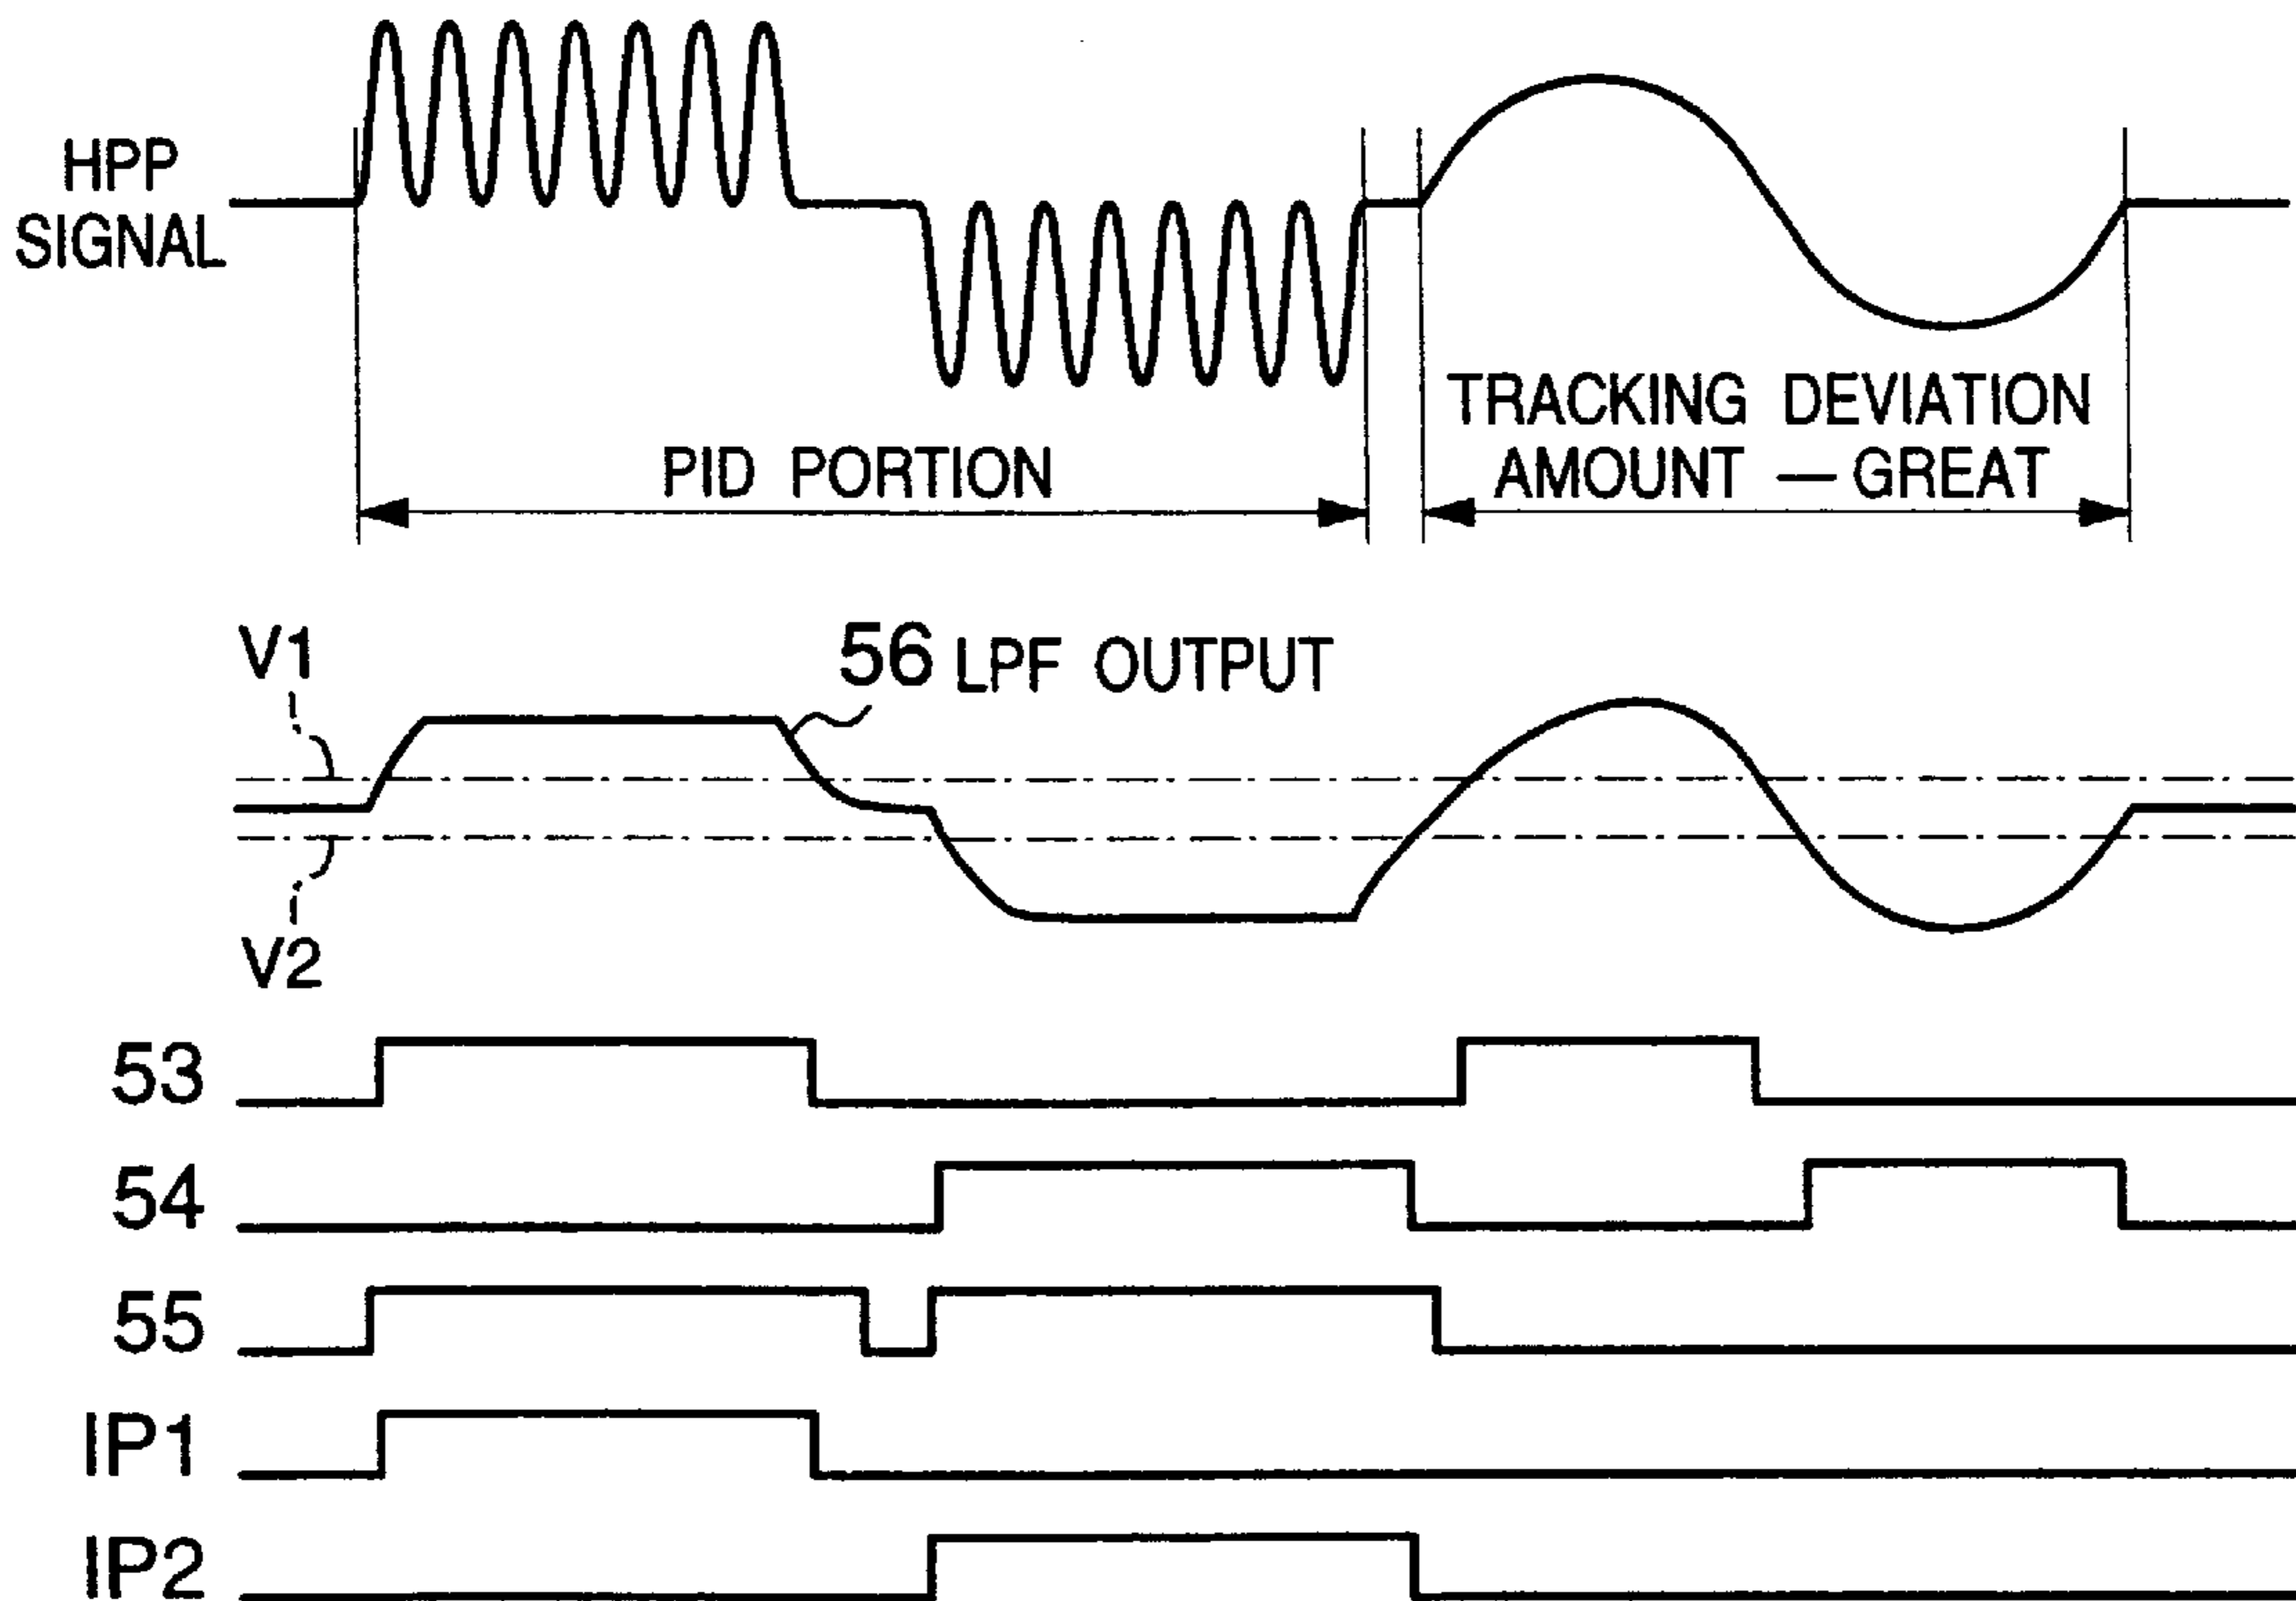 HPP
SIGNAL
PID PORTION
TRACKING DEVIATION
AMOUNT — GREAT
V1
56 LPF OUTPUT
V2
53
54
55
IP1
IP2